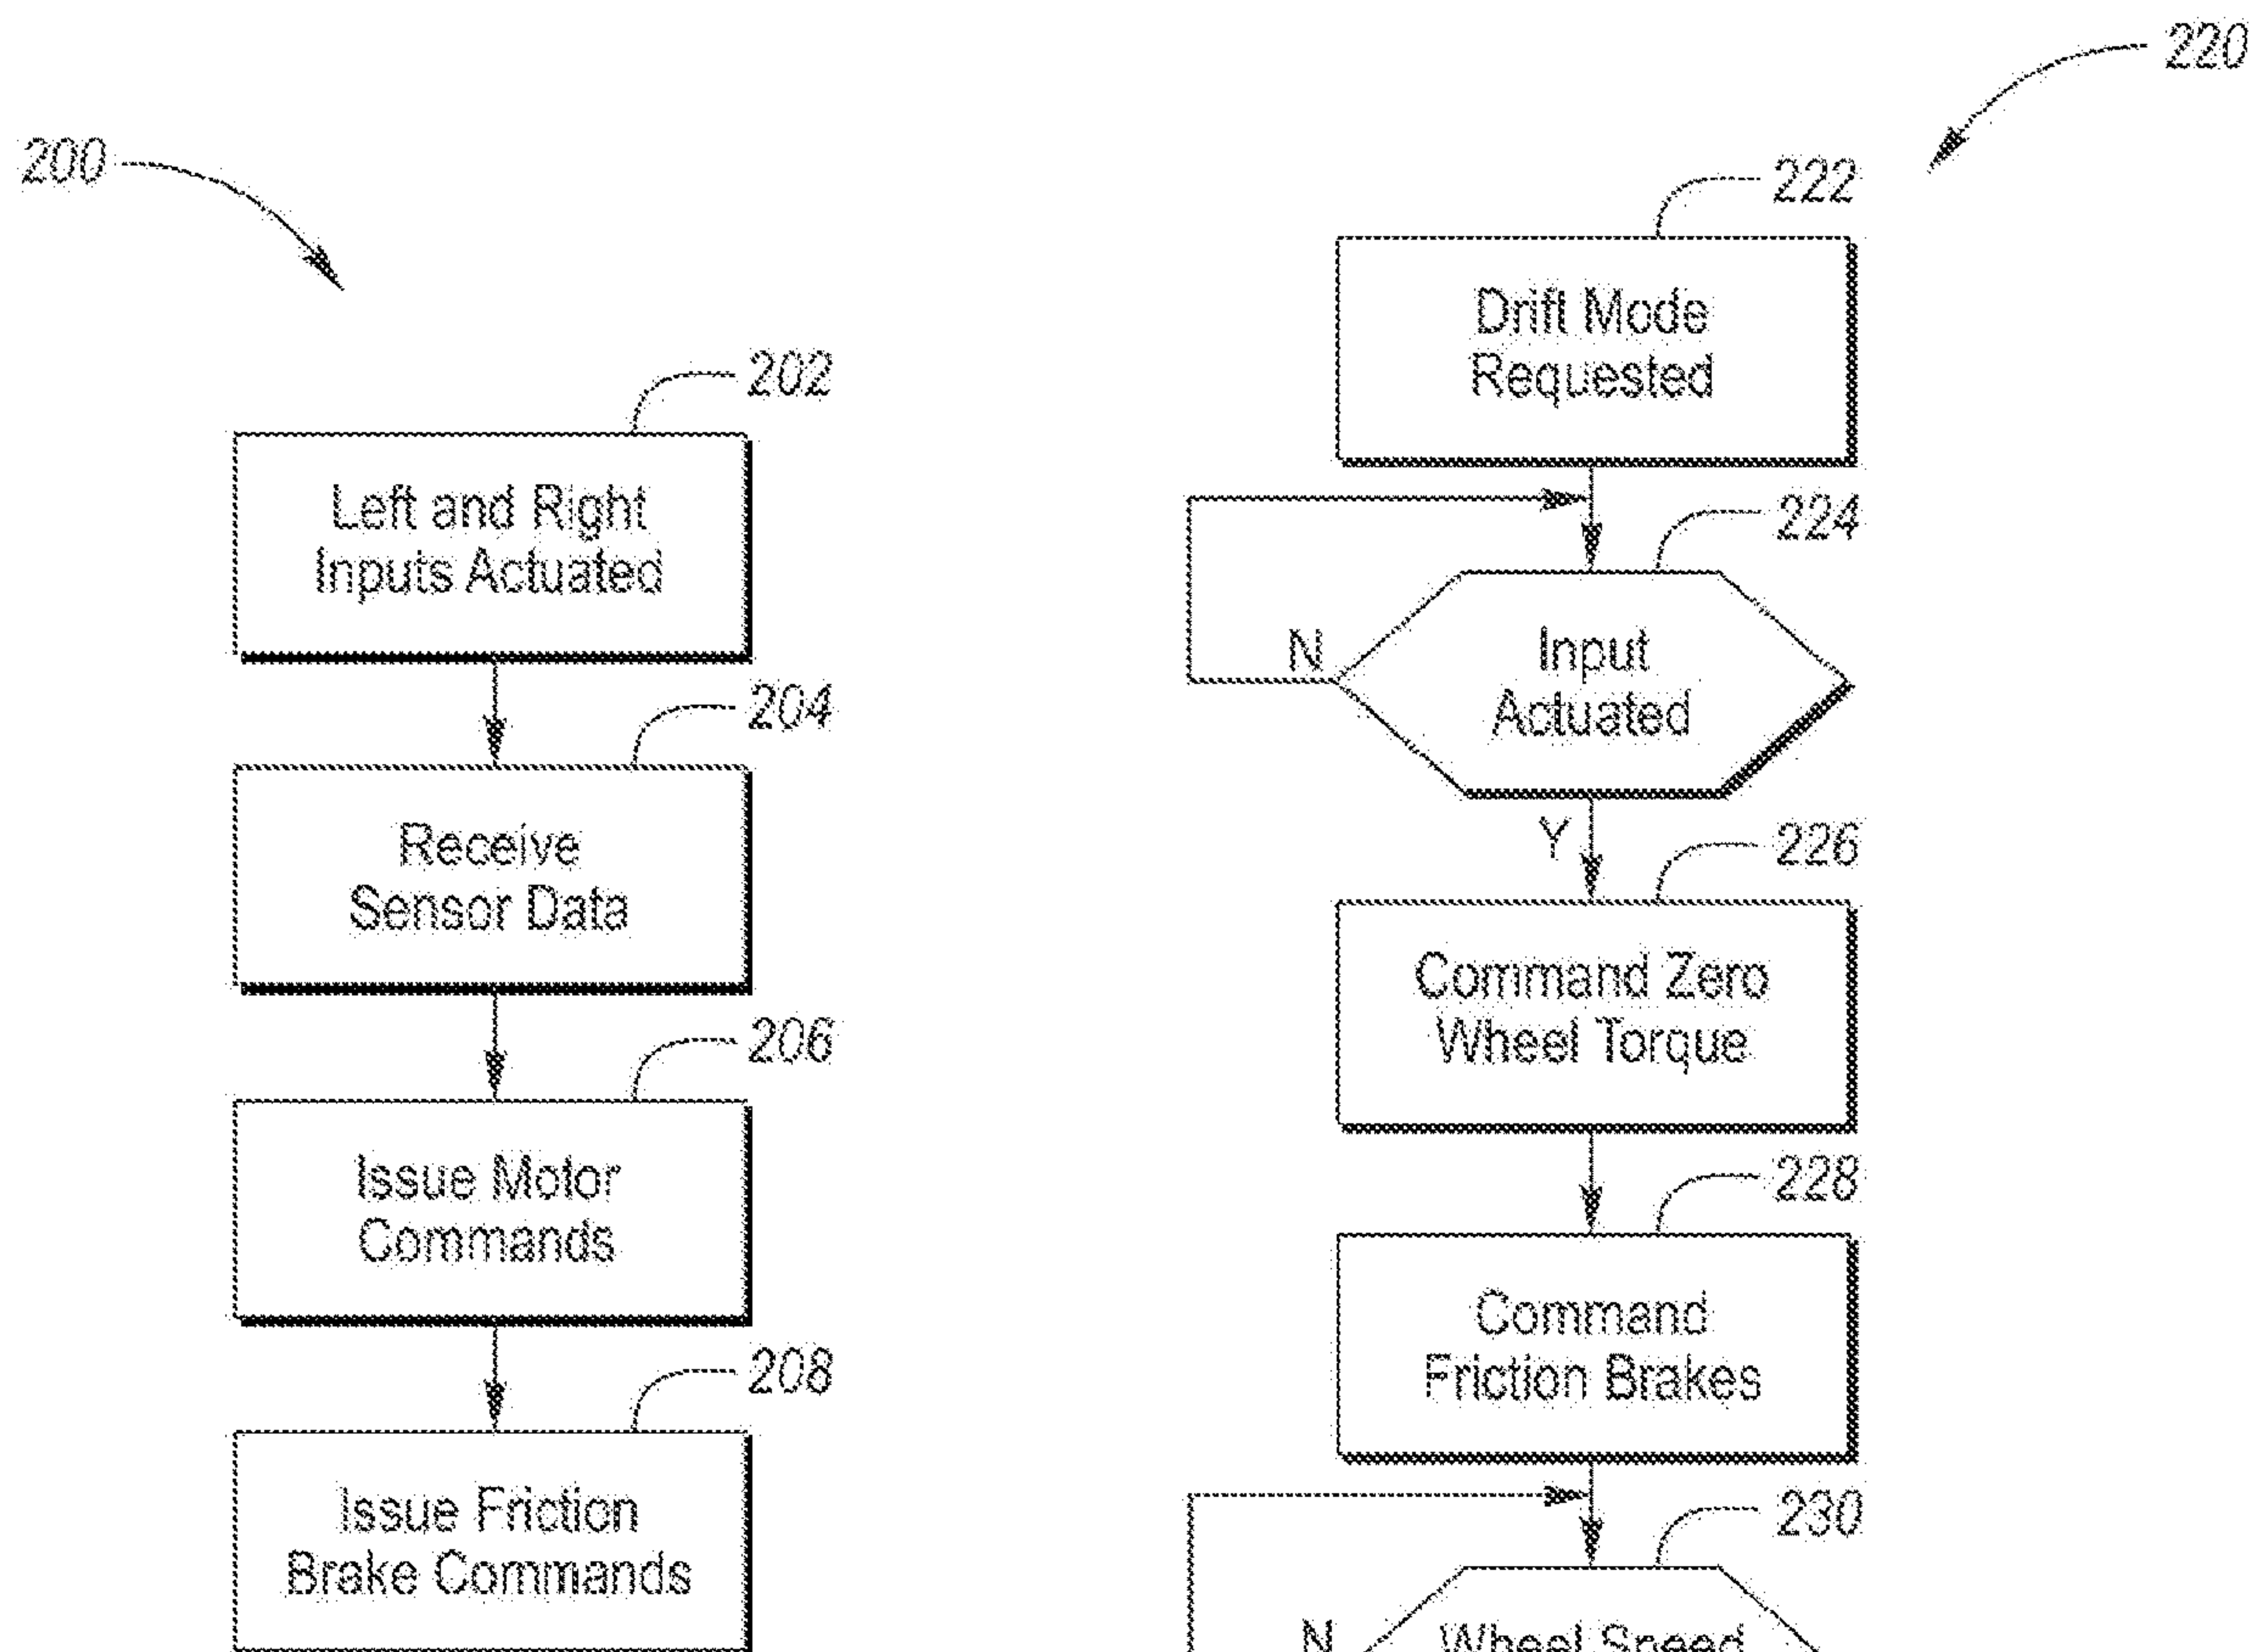 200
202
Left and Right
Inputs Actuated
204
Receive
Sensor Data
206
Issue Motor
Commands
208
Issue Friction
Brake Commands
220
222
Drift Mode
Requested
224
Input
Actuated
N
Y
226
Command Zero
Wheel Torque
228
Command
Friction Brakes
230
N
Wheel Speed